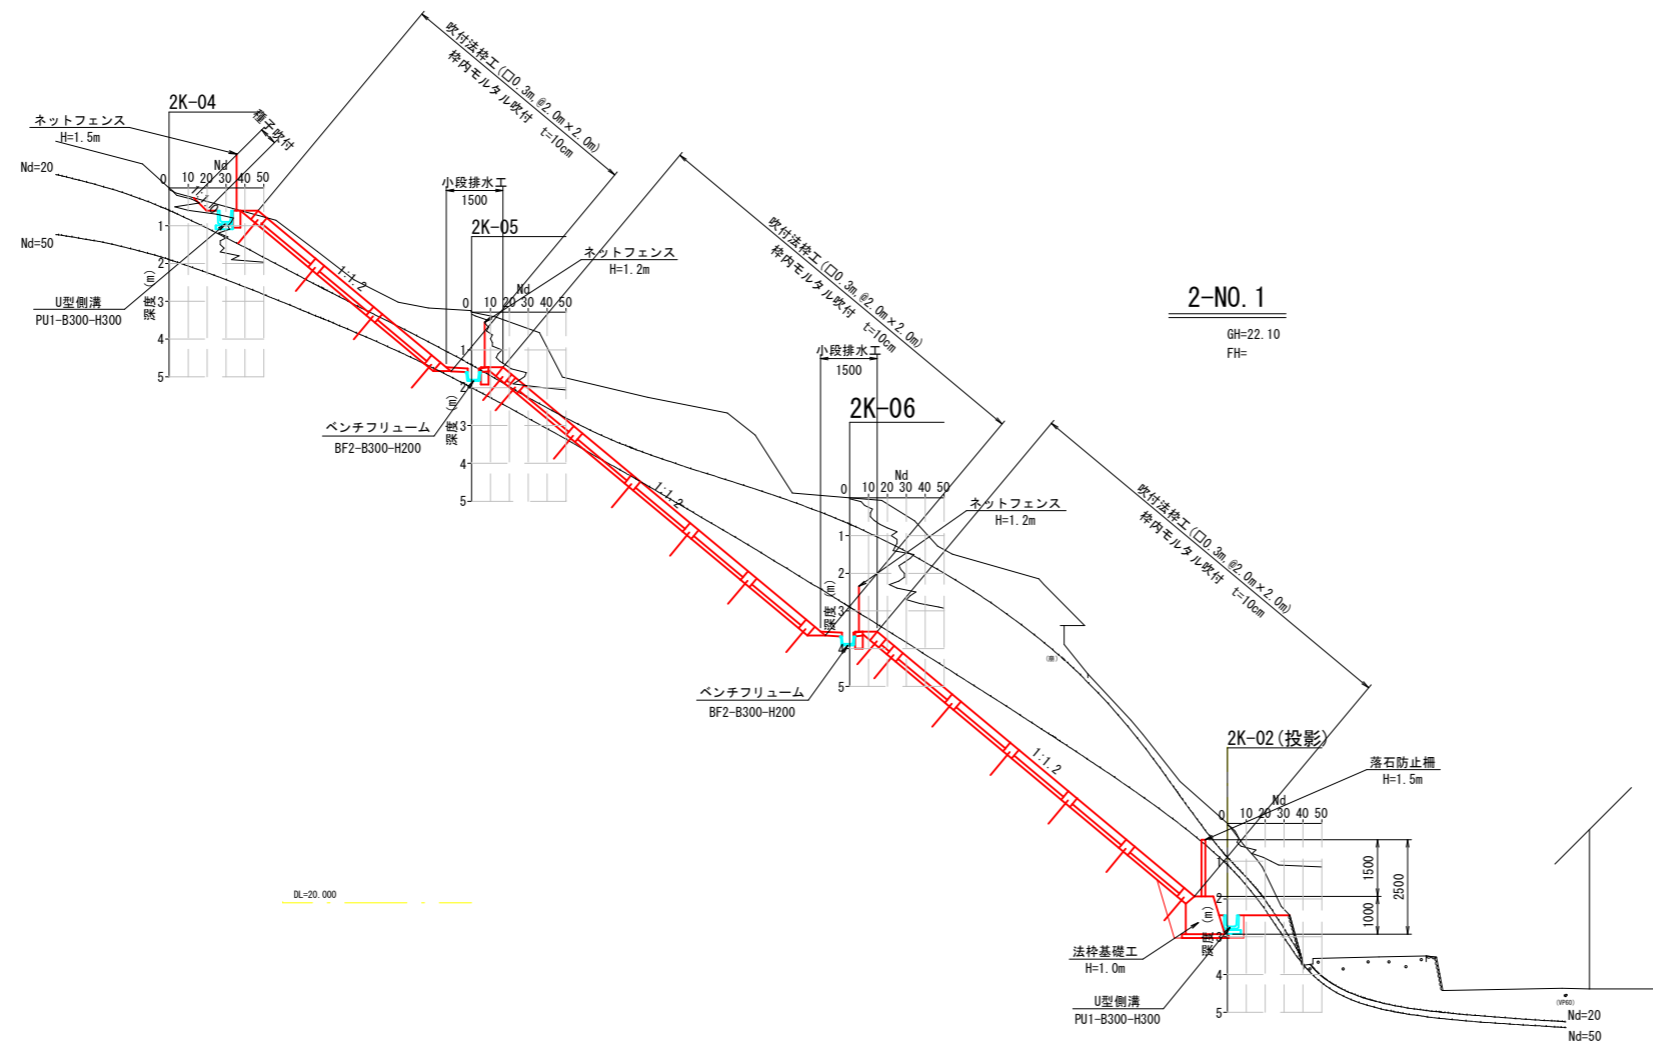 吹付法枠工(□0.3m,@2.0m×2.0m)
枠内モルタル吹付 t=10cm
2K-04
種子吹付
ネットフェンス
H=1.5m
Nd=20
Nd=50
Nd
0 10 20 30 40 50
1
2
3
4
5
深度 (m)
1:1.2
U型側溝
PU1-B300-H300
小段排水工
1500
2K-05
ネットフェンス
H=1.2m
Nd
0 10 20 30 40 50
1
2
3
4
5
深度 (m)
ベンチフリューム
BF2-B300-H200
吹付法枠工(□0.3m,@2.0m×2.0m)
枠内モルタル吹付 t=10cm
1:1.2
2-NO.1
GH=22.10
FH=
小段排水工
1500
2K-06
Nd
0 10 20 30 40 50
1
2
3
4
5
深度 (m)
ネットフェンス
H=1.2m
ベンチフリューム
BF2-B300-H200
吹付法枠工(□0.3m,@2.0m×2.0m)
枠内モルタル吹付 t=10cm
1:1.2
2K-02(投影)
落石防止柵
H=1.5m
Nd
0 10 20 30 40 50
1
2
3
4
5
深度 (m)
1500
1000
2500
DL=20.000
法枠基礎工
H=1.0m
U型側溝
PU1-B300-H300
(VP60)
Nd=20
Nd=50